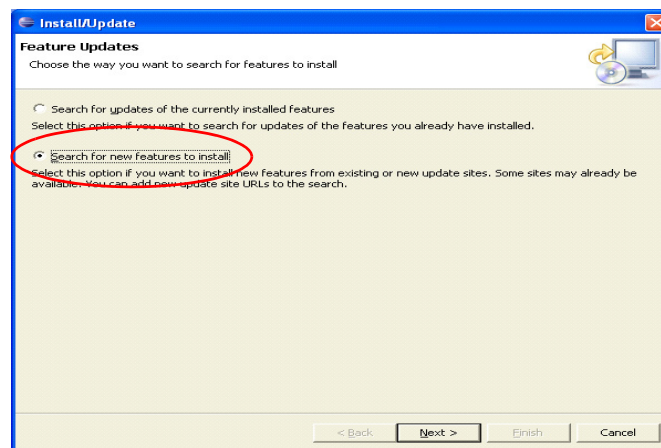 Install/Update
Feature Updates
Choose the way you want to search for features to install
Search for updates of the currently installed features
Select this option if you want to search for updates of the features you already have installed.
Search for new features to install
Select this option if you want to install new features from existing or new update sites. Some sites may already be
available. You can add new update site URLs to the search.
< Back Next > Finish Cancel